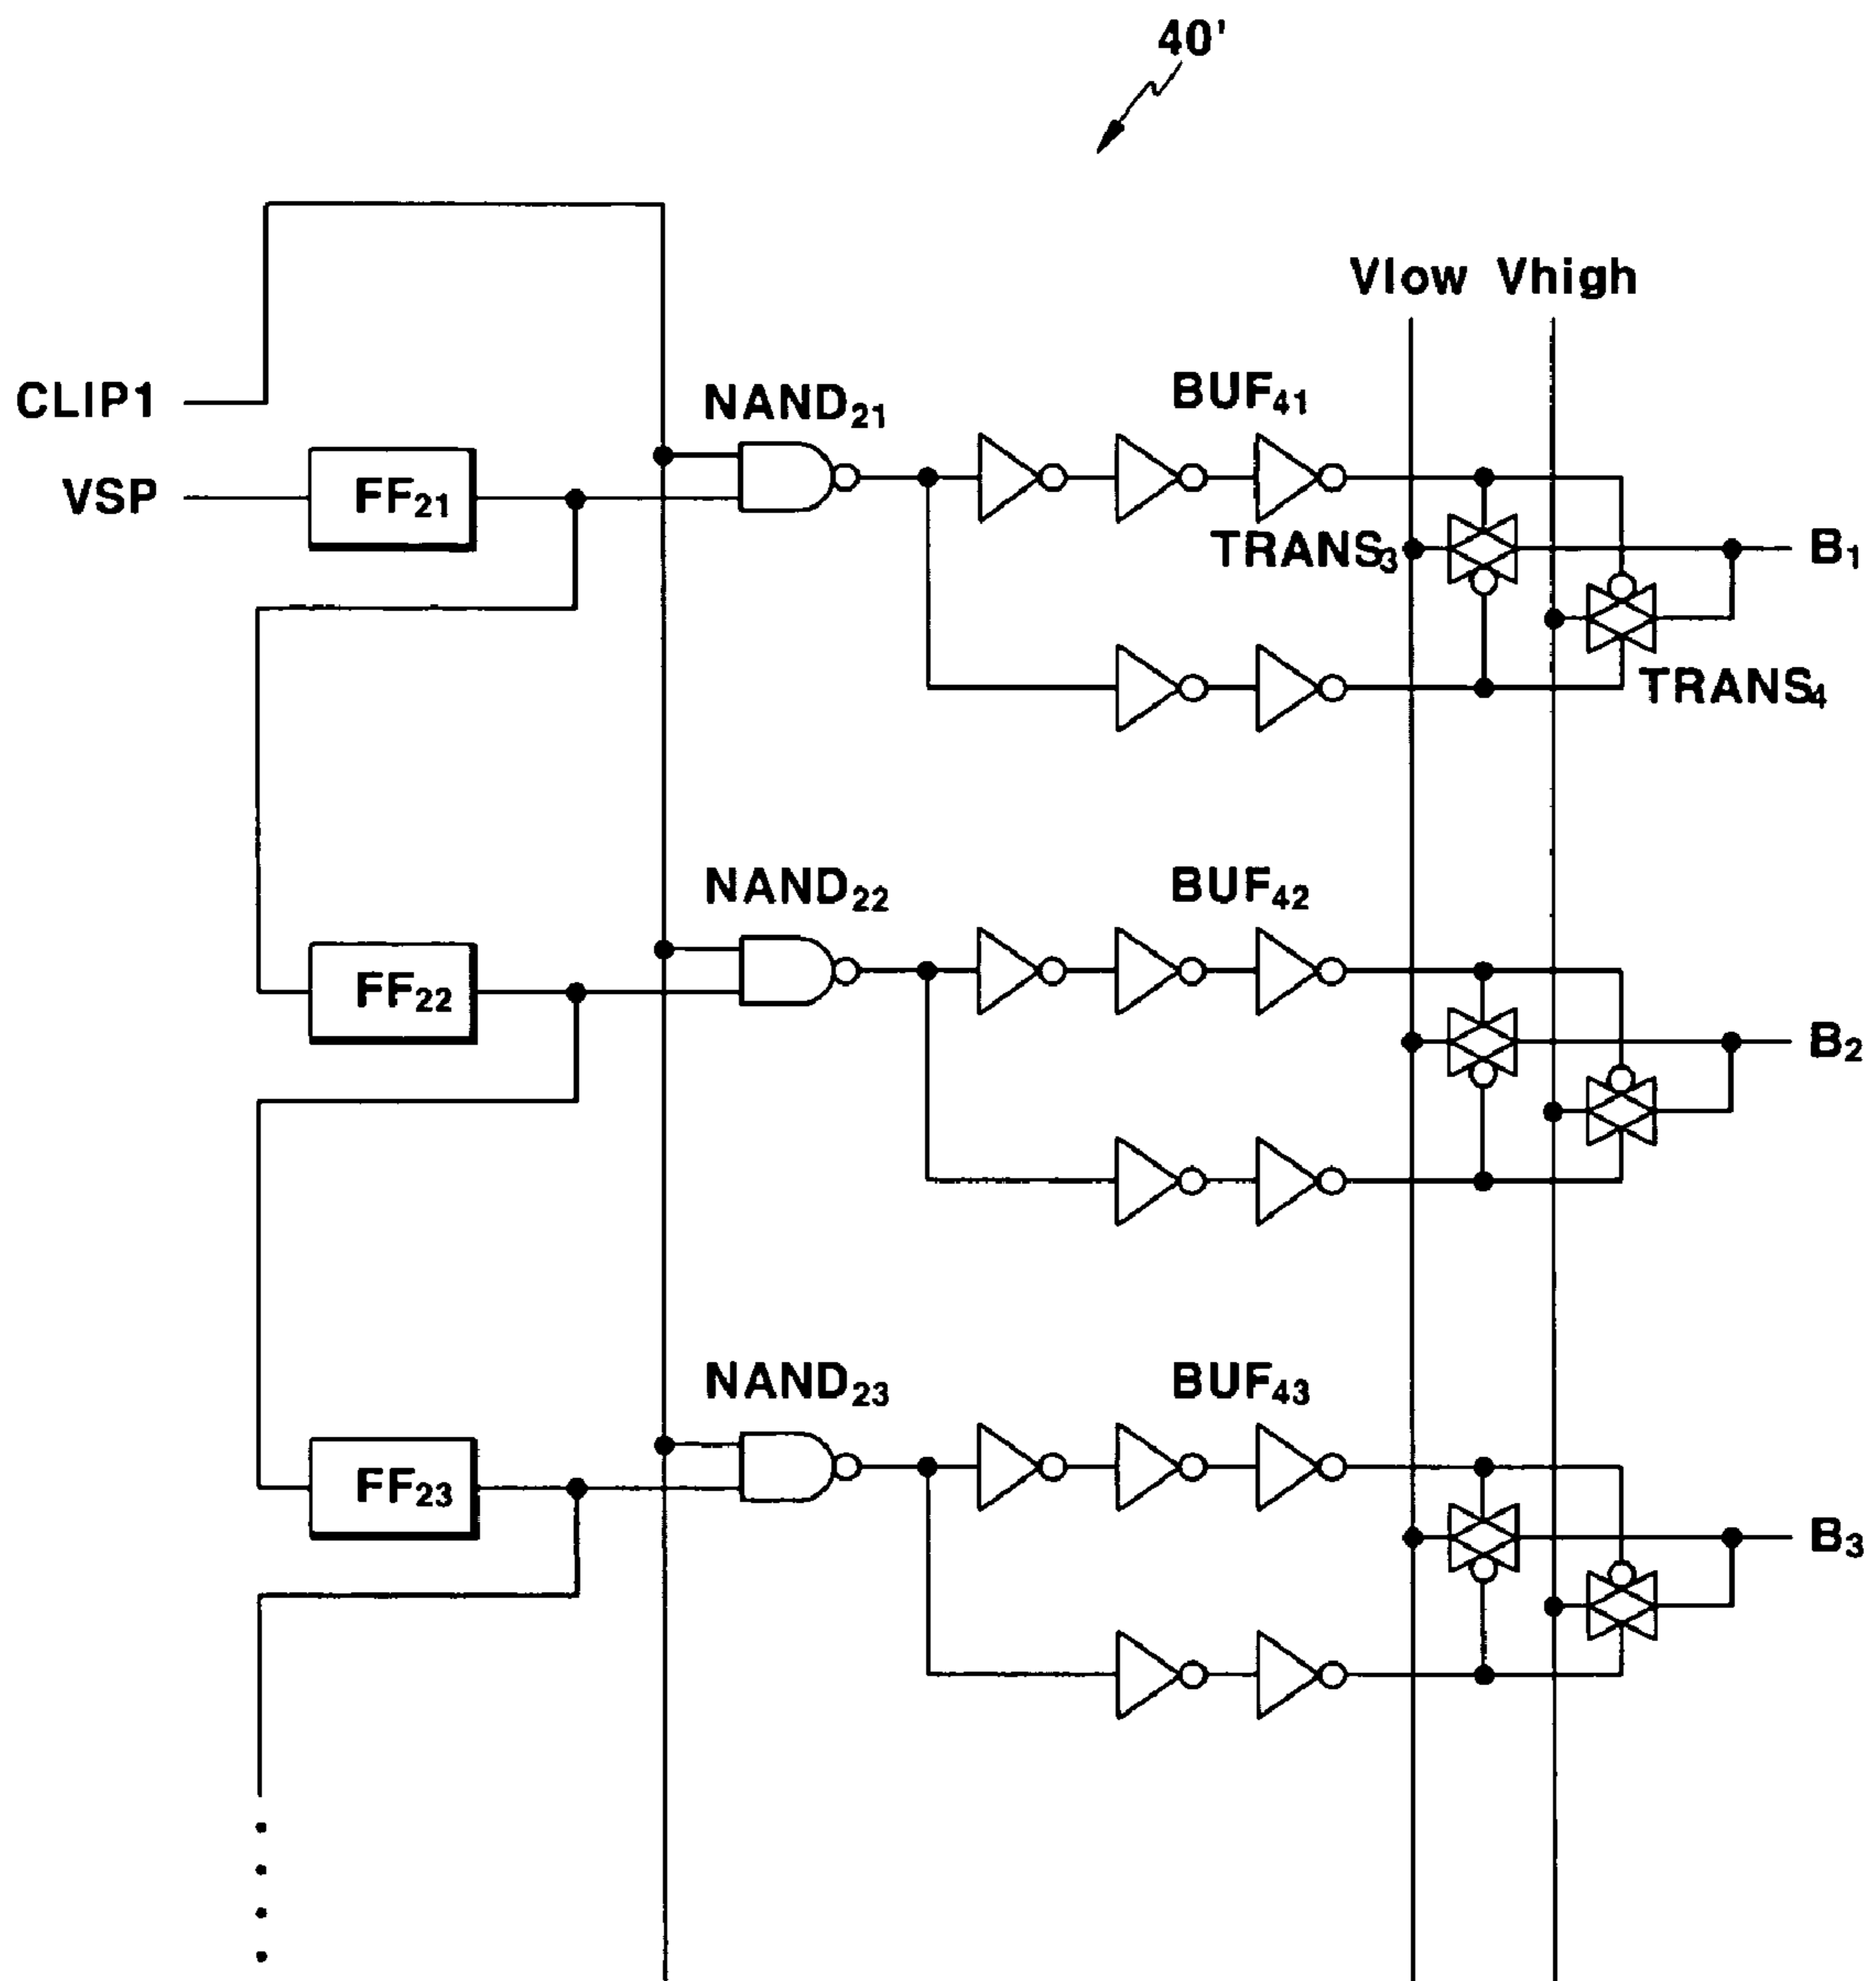 40'
Vlow Vhigh
CLIP1
NAND21
BUF41
VSP
FF21
TRANS3
B1
TRANS4
NAND22
BUF42
FF22
B2
NAND23
BUF43
FF23
B3